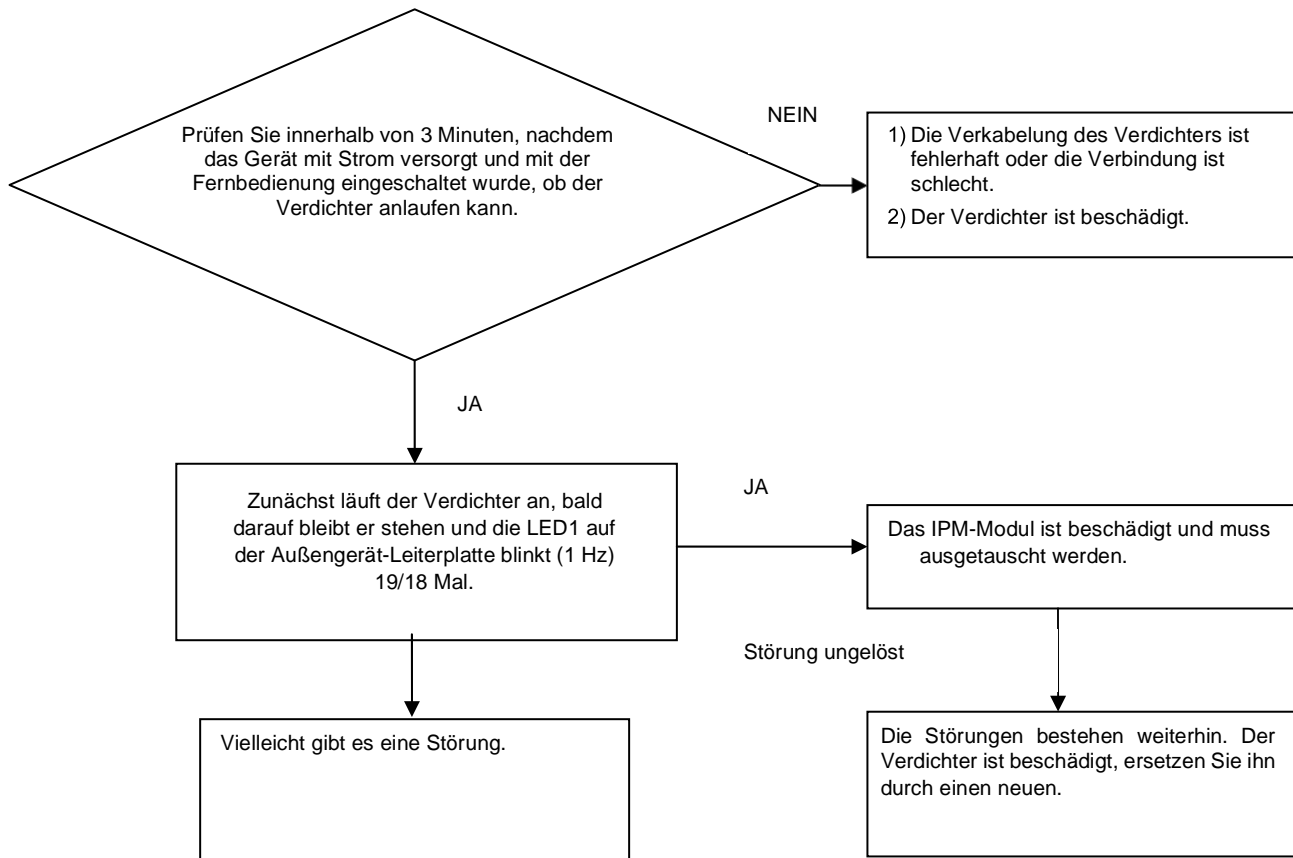 Prüfen Sie innerhalb von 3 Minuten, nachdem
das Gerät mit Strom versorgt und mit der
Fernbedienung eingeschaltet wurde, ob der
Verdichter anlaufen kann.
NEIN
1) Die Verkabelung des Verdichters ist
fehlerhaft oder die Verbindung ist
schlecht.
2) Der Verdichter ist beschädigt.
JA
Zunächst läuft der Verdichter an, bald
darauf bleibt er stehen und die LED1 auf
der Außengerät-Leiterplatte blinkt (1 Hz)
19/18 Mal.
JA
Das IPM-Modul ist beschädigt und muss
ausgetauscht werden.
Störung ungelöst
Vielleicht gibt es eine Störung.
Die Störungen bestehen weiterhin. Der
Verdichter ist beschädigt, ersetzen Sie ihn
durch einen neuen.